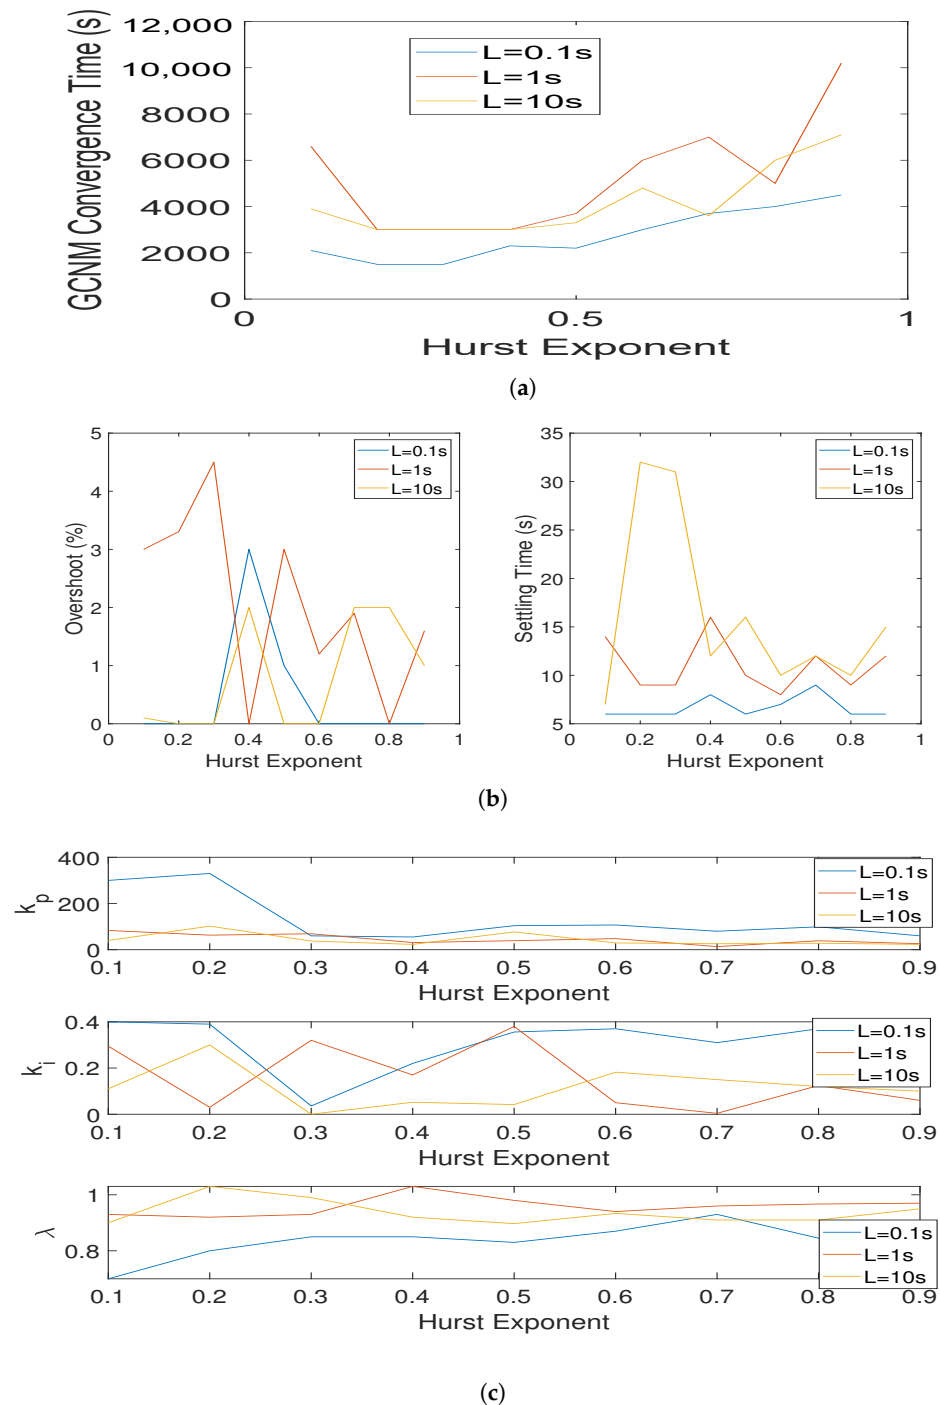 GCNM Convergence Time (s)
12,000
10,000
8000
6000
4000
2000
0
0 0.5 1
Hurst Exponent
L=0.1s
L=1s
L=10s
(a)
Overshoot (%)
5
4
3
2
1
0
0 0.2 0.4 0.6 0.8 1
Hurst Exponent
L=0.1s
L=1s
L=10s
Settling Time (s)
35
30
25
20
15
10
5
0 0.2 0.4 0.6 0.8 1
Hurst Exponent
L=0.1s
L=1s
L=10s
(b)
kp
400
200
0
0.1 0.2 0.3 0.4 0.5 0.6 0.7 0.8 0.9
Hurst Exponent
L=0.1s
L=1s
L=10s
ki
0.4
0.2
0
0.1 0.2 0.3 0.4 0.5 0.6 0.7 0.8 0.9
Hurst Exponent
L=0.1s
L=1s
L=10s
λ
1
0.8
0.1 0.2 0.3 0.4 0.5 0.6 0.7 0.8 0.9
Hurst Exponent
L=0.1s
L=1s
L=10s
(c)